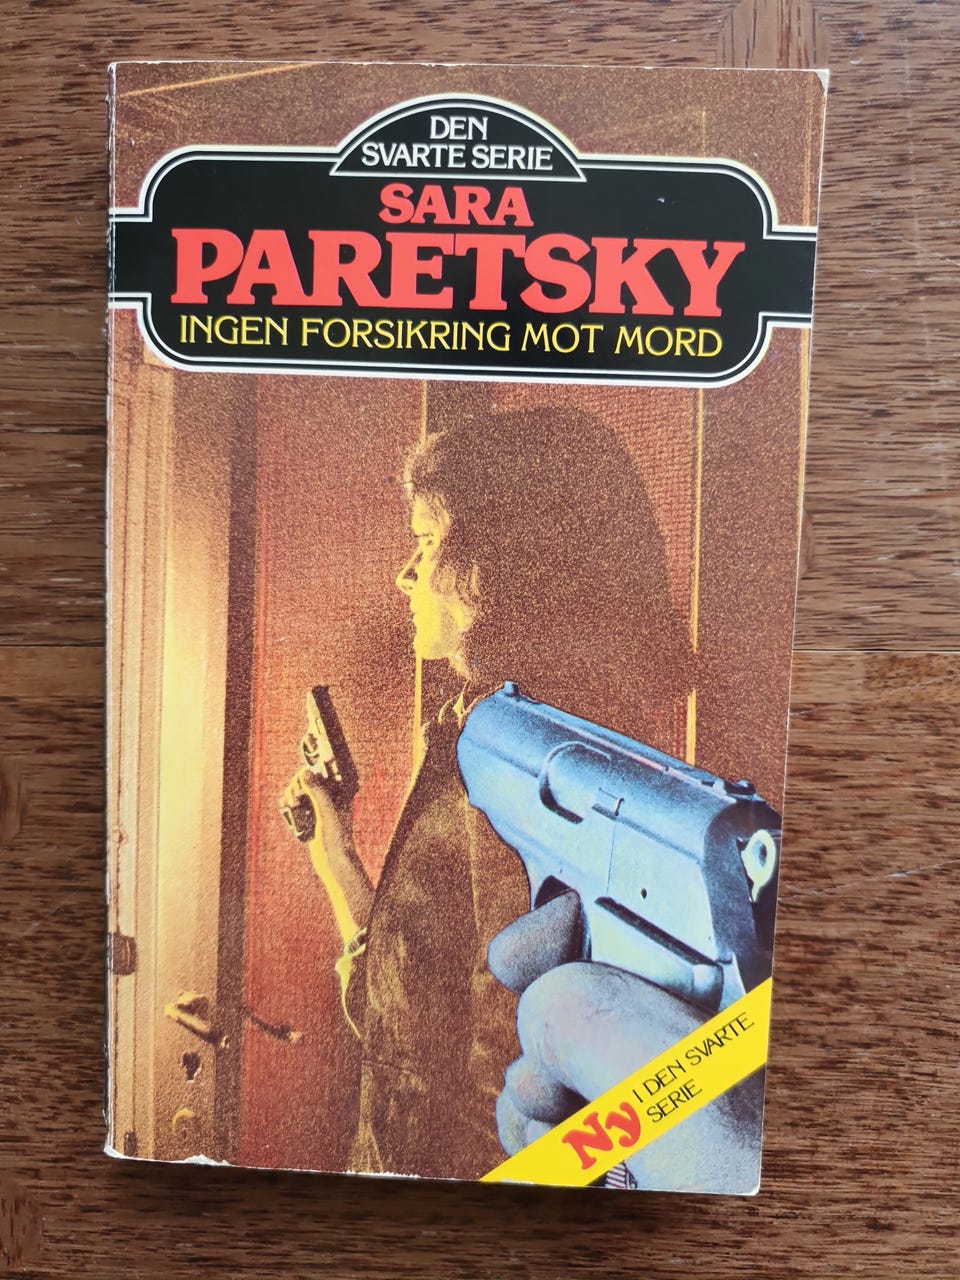 DEN
SVARTE SERIE
SARA
PARETSKY
INGEN FORSIKRING MOT MORD
Ny I DEN SVARTE
SERIE